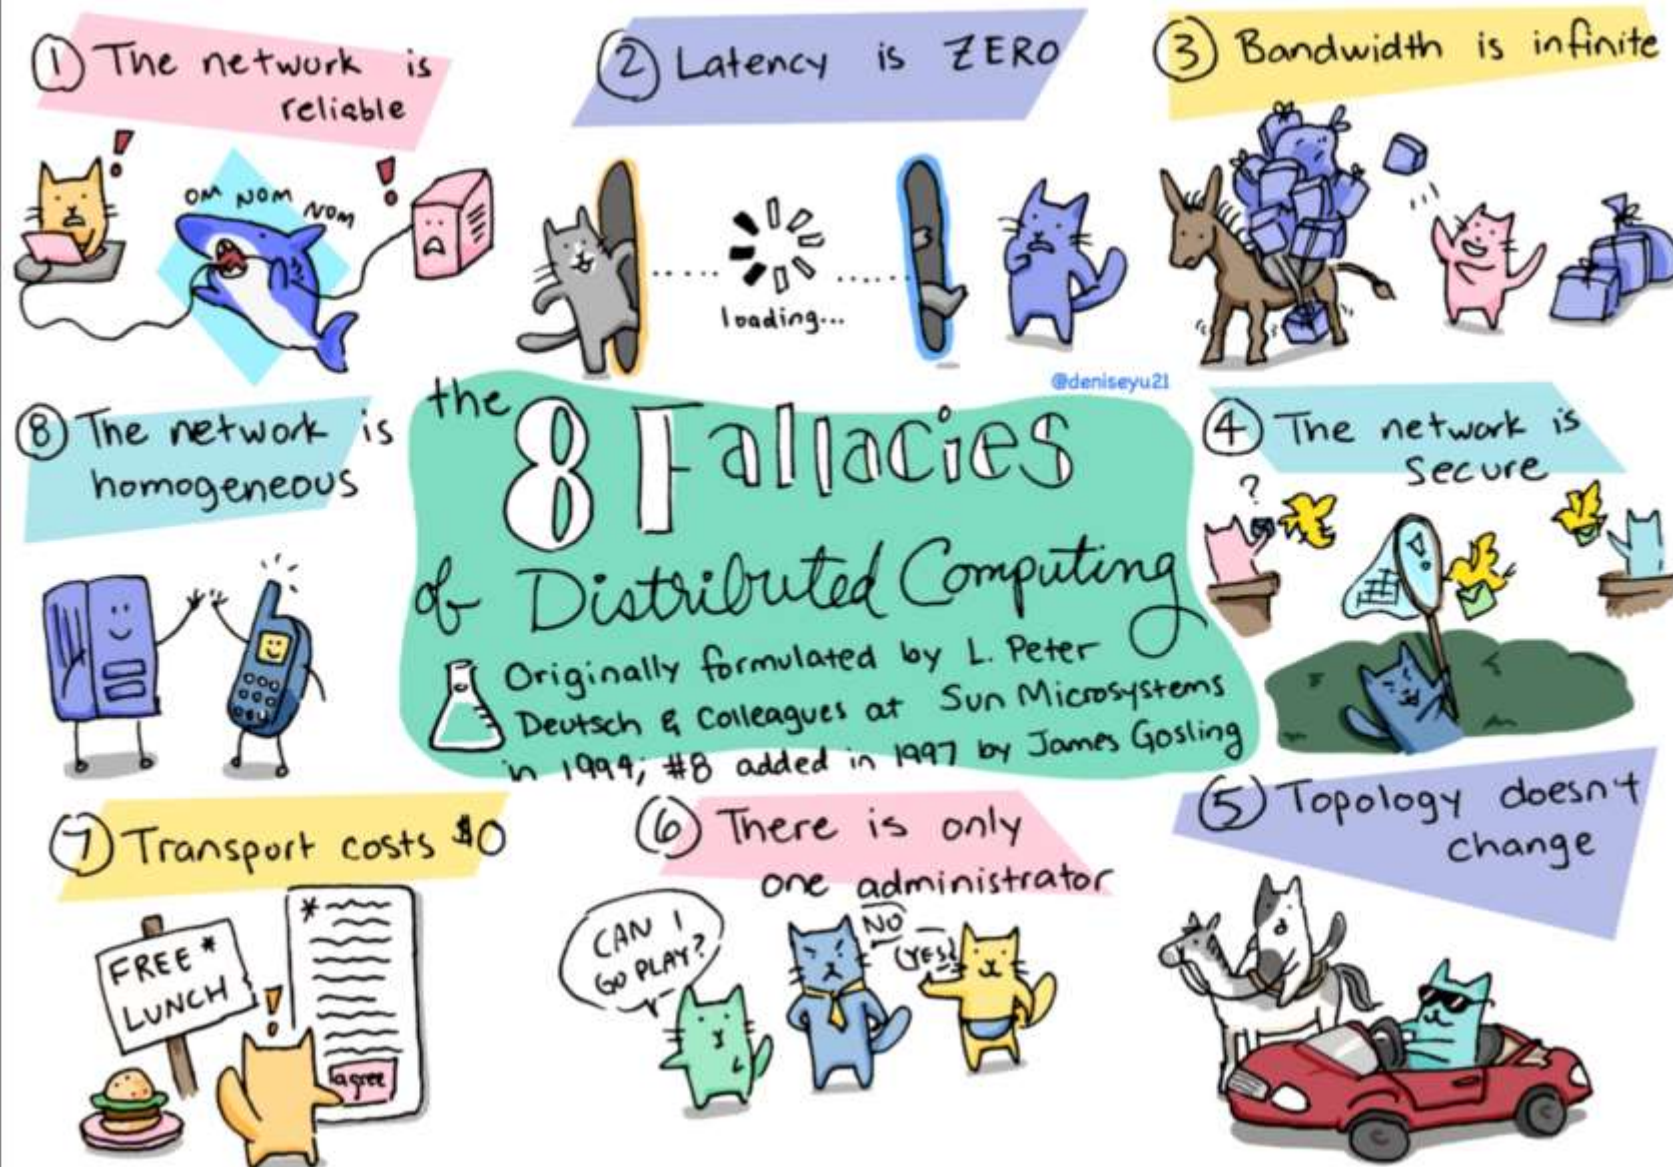 1 The network is
reliable
OM NOM NOM
2 Latency is ZERO
loading...
3 Bandwidth is infinite
@deniseyu21
the
8 Fallacies
of Distributed Computing
Originally formulated by L. Peter
Deutsch & Colleagues at Sun Microsystems
in 1994; #8 added in 1997 by James Gosling
4 The network is
secure
?
5 Topology doesn't
change
6 There is only
one administrator
CAN I
GO PLAY?
NO
(YES)
7 Transport costs $0
FREE*
LUNCH
*
agree
8 The network is
homogeneous